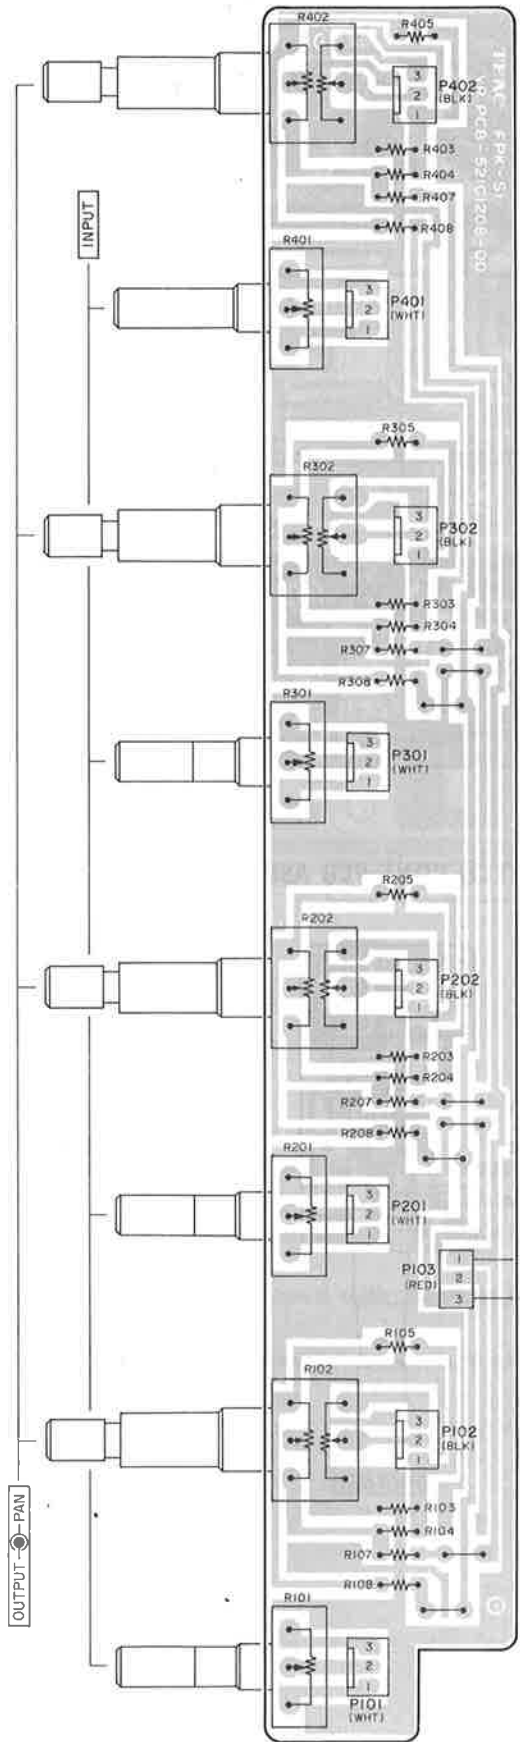 R402
R405
3
2
1
P402
(BLK)
TEAC FPK-51
VR PCB-52101208-00
R403
R404
R407
R408
INPUT
R401
3
2
1
P401
(WHT)
R305
R302
3
2
1
P302
(BLK)
R303
R304
R307
R308
R301
3
2
1
P301
(WHT)
R205
R202
3
2
1
P202
(BLK)
R203
R204
R207
R208
R201
3
2
1
P201
(WHT)
P103
(RED)
1
2
3
R105
R102
3
2
1
P102
(BLK)
R103
R104
R107
R108
OUTPUT PAN
R101
3
2
1
P101
(WHT)